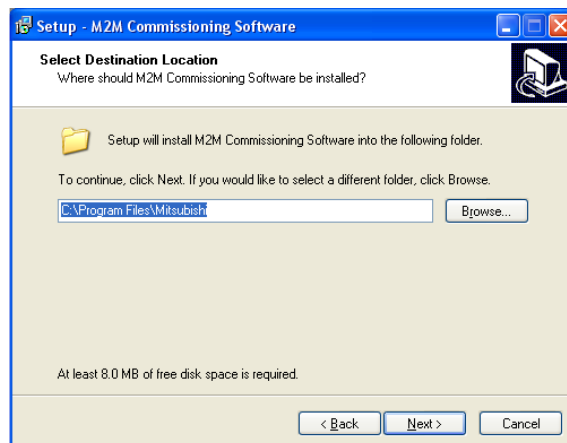 Setup - M2M Commissioning Software
Select Destination Location
Where should M2M Commissioning Software be installed?
Setup will install M2M Commissioning Software into the following folder.
To continue, click Next. If you would like to select a different folder, click Browse.
C:\Program Files\Mitsubishi
Browse...
At least 8.0 MB of free disk space is required.
< Back
Next >
Cancel